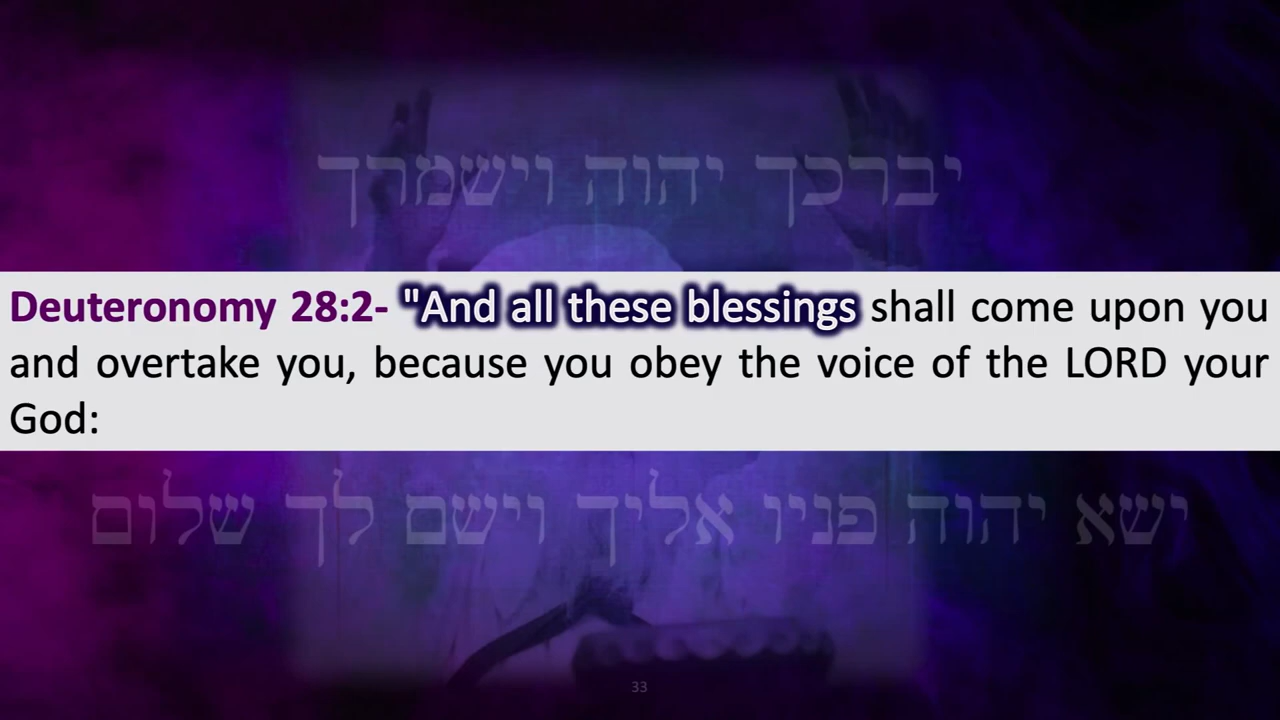 יברכך יהוה וישמרך
Deuteronomy 28:2- "And all these blessings shall come upon you
and overtake you, because you obey the voice of the LORD your
God:
ישא יהוה פניו אליך וישם לך שלום
33